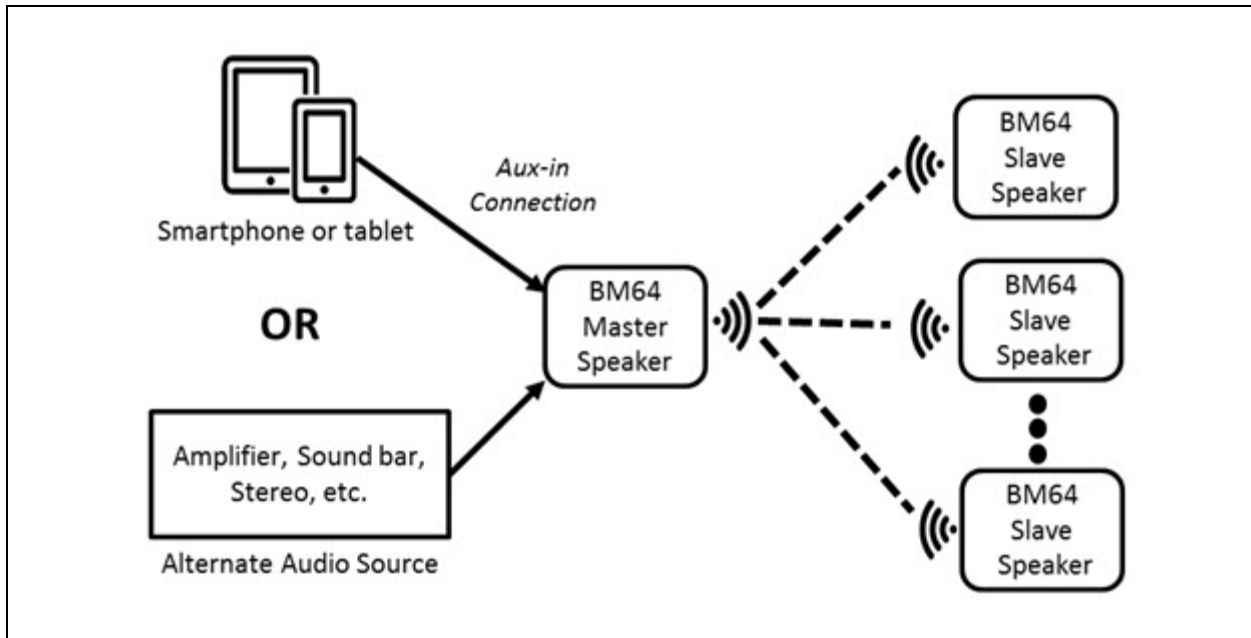 Smartphone or tablet
OR
Amplifier, Sound bar,
Stereo, etc.
Alternate Audio Source
Aux-in
Connection
BM64
Master
Speaker
BM64
Slave
Speaker
BM64
Slave
Speaker
BM64
Slave
Speaker